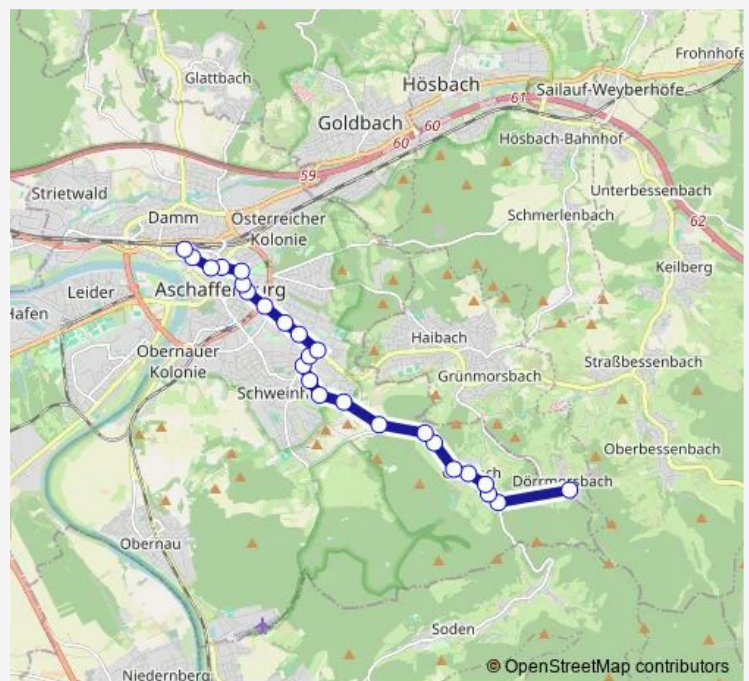 Frohnhofe
Glattbach
Hösbach
Sailauf-Weyberhöfe
61
Goldbach
60
60
Hösbach-Bahnhof
59
Strietwald
Unterbessenbach
Damm
Österreicher
Kolonie
Schmerlenbach
62
Keilberg
Leider
Aschaffenburg
Hafen
Haibach
Obernauer
Kolonie
Straßbessenbach
Grünmorsbach
Schweinh
Oberbessenbach
Dörrmorsbach
Obernau
Soden
© OpenStreetMap contributors
Niedernberg